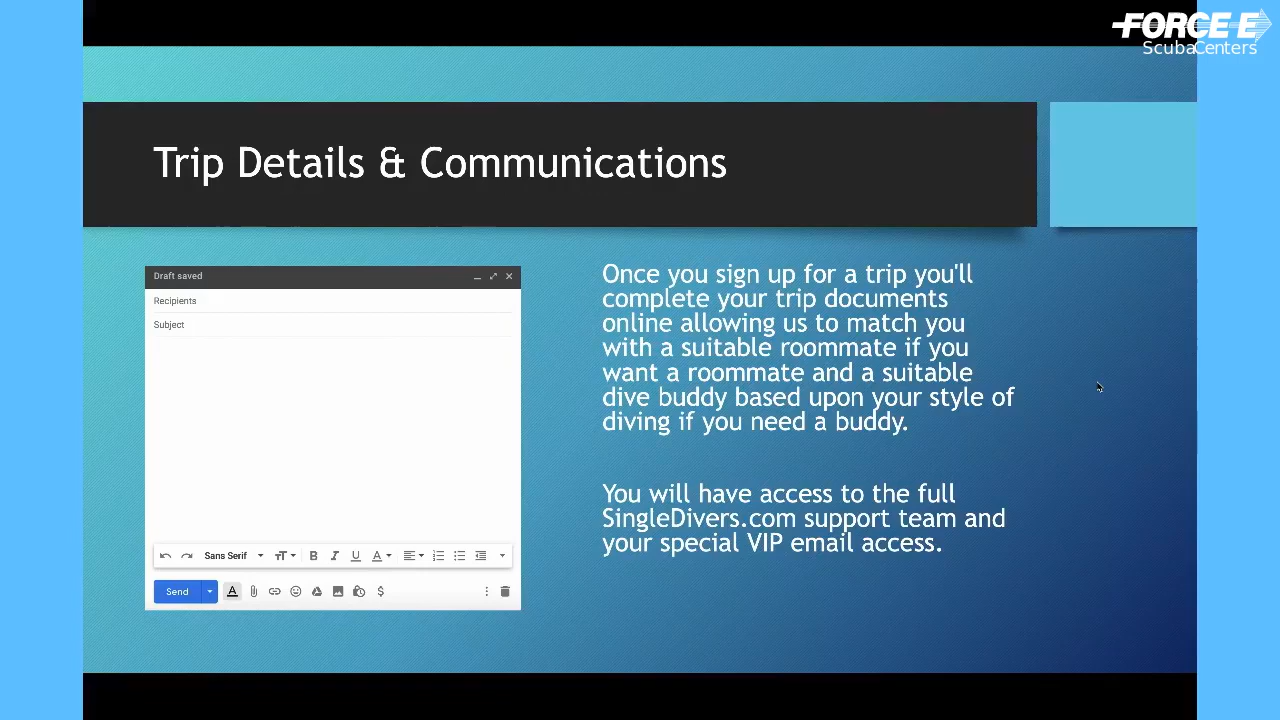 FORCE E
ScubaCenters
Trip Details & Communications
Draft saved
Recipients
Subject
Sans Serif
Send
Once you sign up for a trip you'll
complete your trip documents
online allowing us to match you
with a suitable roommate if you
want a roommate and a suitable
dive buddy based upon your style of
diving if you need a buddy.
You will have access to the full
SingleDivers.com support team and
your special VIP email access.